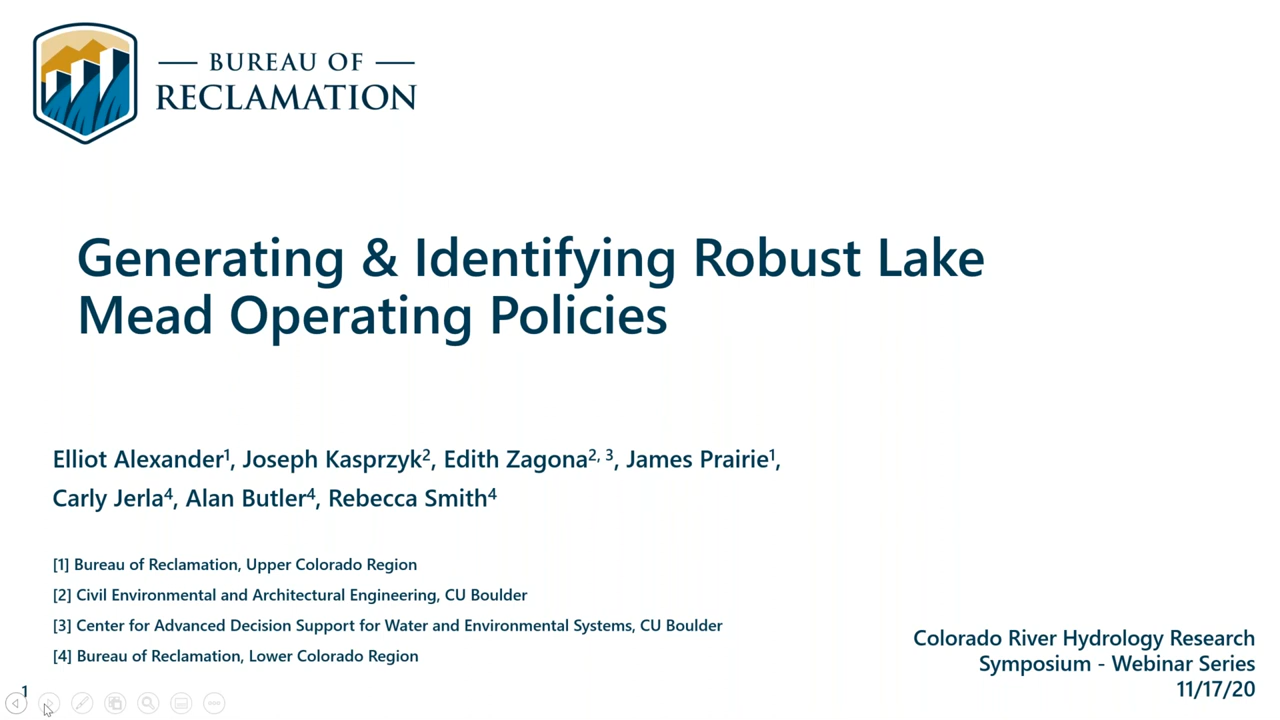 BUREAU OF
RECLAMATION
Generating & Identifying Robust Lake
Mead Operating Policies
Elliot Alexander1, Joseph Kasprzyk2, Edith Zagona2, 3, James Prairie1,
Carly Jerla4, Alan Butler4, Rebecca Smith4
[1] Bureau of Reclamation, Upper Colorado Region
[2] Civil Environmental and Architectural Engineering, CU Boulder
[3] Center for Advanced Decision Support for Water and Environmental Systems, CU Boulder
[4] Bureau of Reclamation, Lower Colorado Region
Colorado River Hydrology Research
Symposium - Webinar Series
11/17/20
1